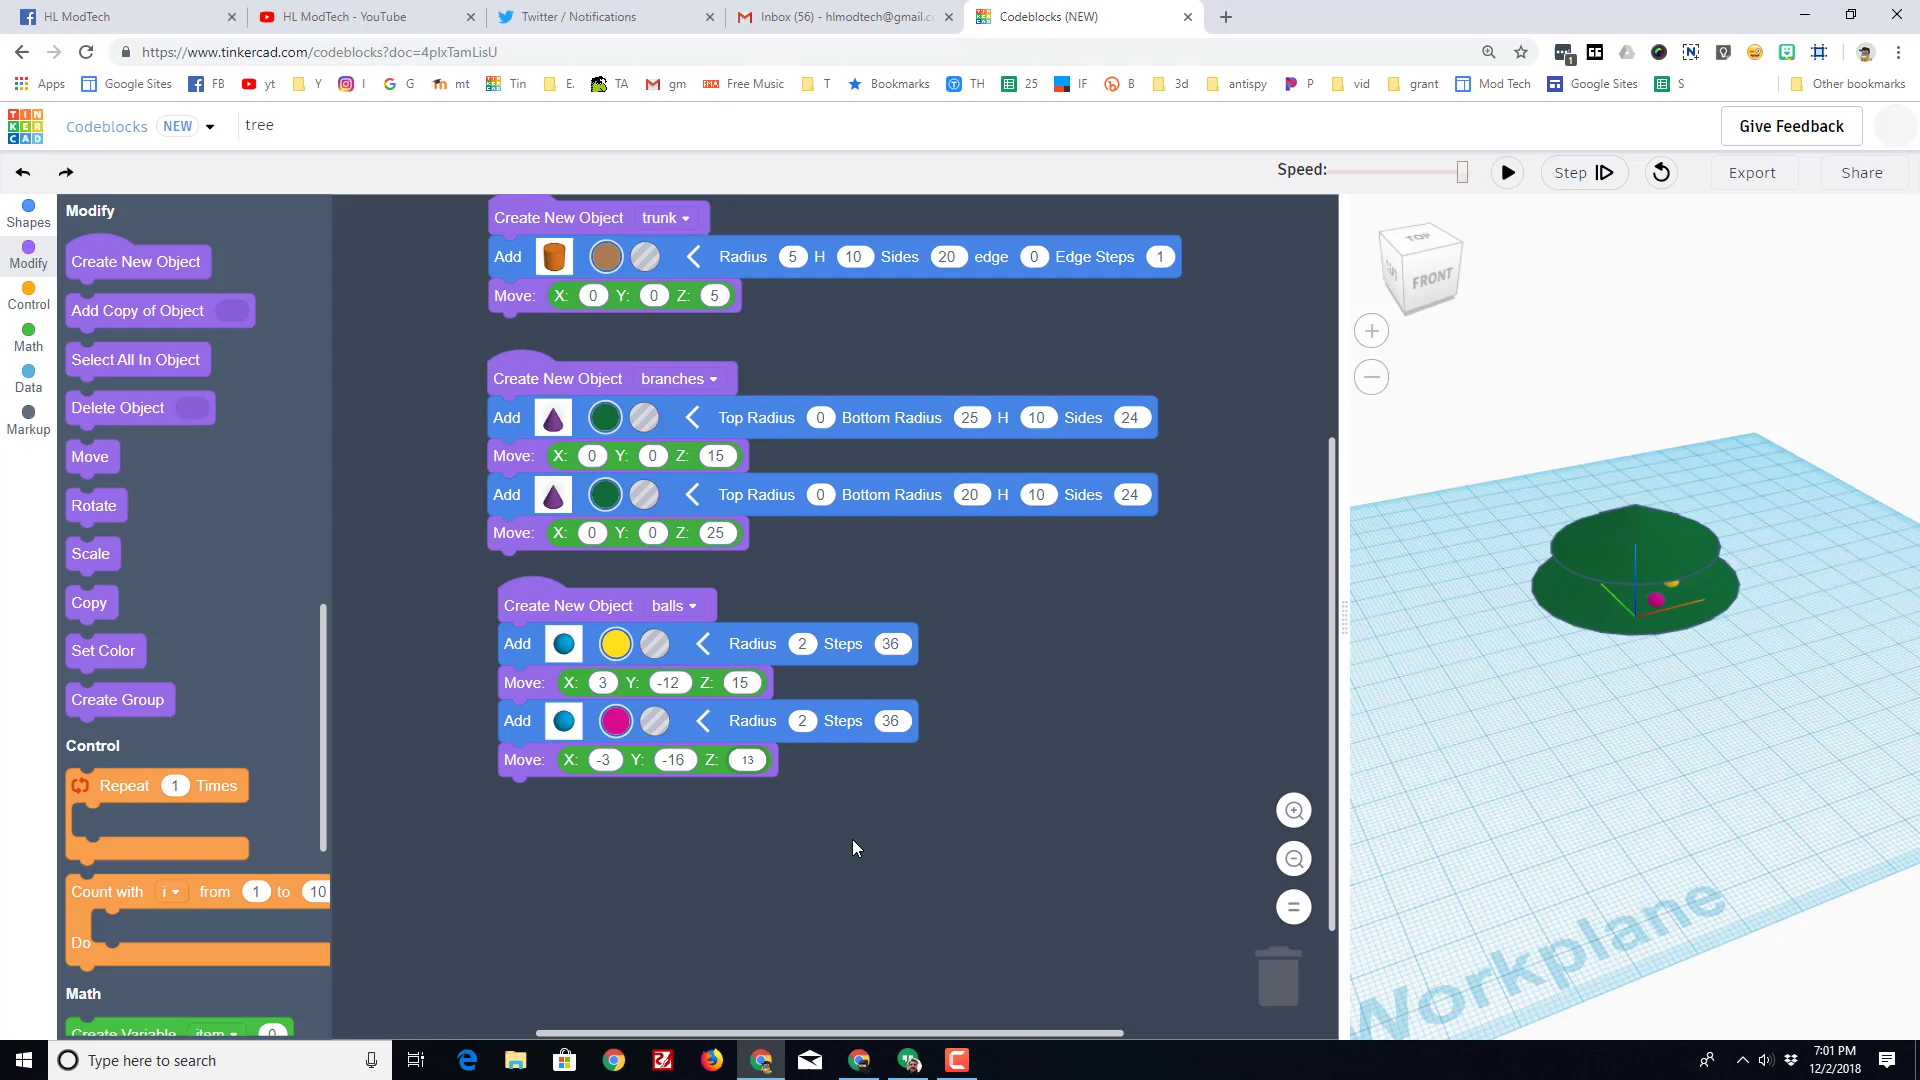 HL ModTech
HL ModTech - YouTube
Twitter / Notifications
Inbox (56) - hlmodtech@gmail.c
Codeblocks (NEW)
https://www.tinkercad.com/codeblocks?doc=4plxTamLisU
Apps Google Sites FB yt Y I G mt Tin E. TA gm Free Music T Bookmarks TH 25 IF B 3d antispy P vid grant Mod Tech Google Sites S Other bookmarks
TIN
KER
CAD
Codeblocks NEW tree
Give Feedback
Speed: Step Export Share
Shapes
Modify
Control
Math
Data
Markup
Modify
Create New Object
Add Copy of Object
Select All In Object
Delete Object
Move
Rotate
Scale
Copy
Set Color
Create Group
Control
Repeat 1 Times
Count with i from 1 to 10
Do
Math
Create Variable item 0
Create New Object trunk
Add Radius 5 H 10 Sides 20 edge 0 Edge Steps 1
Move: X: 0 Y: 0 Z: 5
Create New Object branches
Add Top Radius 0 Bottom Radius 25 H 10 Sides 24
Move: X: 0 Y: 0 Z: 15
Add Top Radius 0 Bottom Radius 20 H 10 Sides 24
Move: X: 0 Y: 0 Z: 25
Create New Object balls
Add Radius 2 Steps 36
Move: X: 3 Y: -12 Z: 15
Add Radius 2 Steps 36
Move: X: -3 Y: -16 Z: 13
TOP
FRONT
Workplane
Type here to search
7:01 PM
12/2/2018